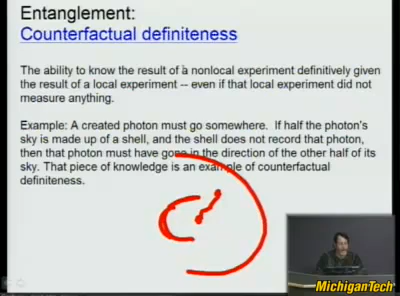 Entanglement:
Counterfactual definiteness
The ability to know the result of a nonlocal experiment definitively given
the result of a local experiment -- even if that local experiment did not
measure anything.
Example: A created photon must go somewhere. If half the photon's
sky is made up of a shell, and the shell does not record that photon,
then that photon must have gone in the direction of the other half of its
sky. That piece of knowledge is an example of counterfactual
definiteness.
MichiganTech